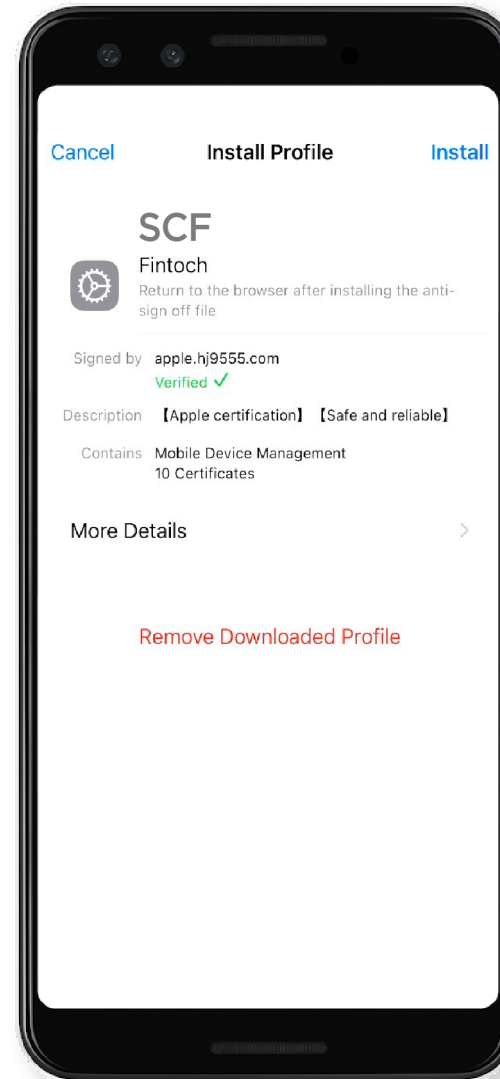 Cancel Install Profile Install
SCF
Fintoch
Return to the browser after installing the anti-
sign off file
Signed by apple.hj9555.com
Verified ✓
Description 【Apple certification】【Safe and reliable】
Contains Mobile Device Management
10 Certificates
More Details
Remove Downloaded Profile